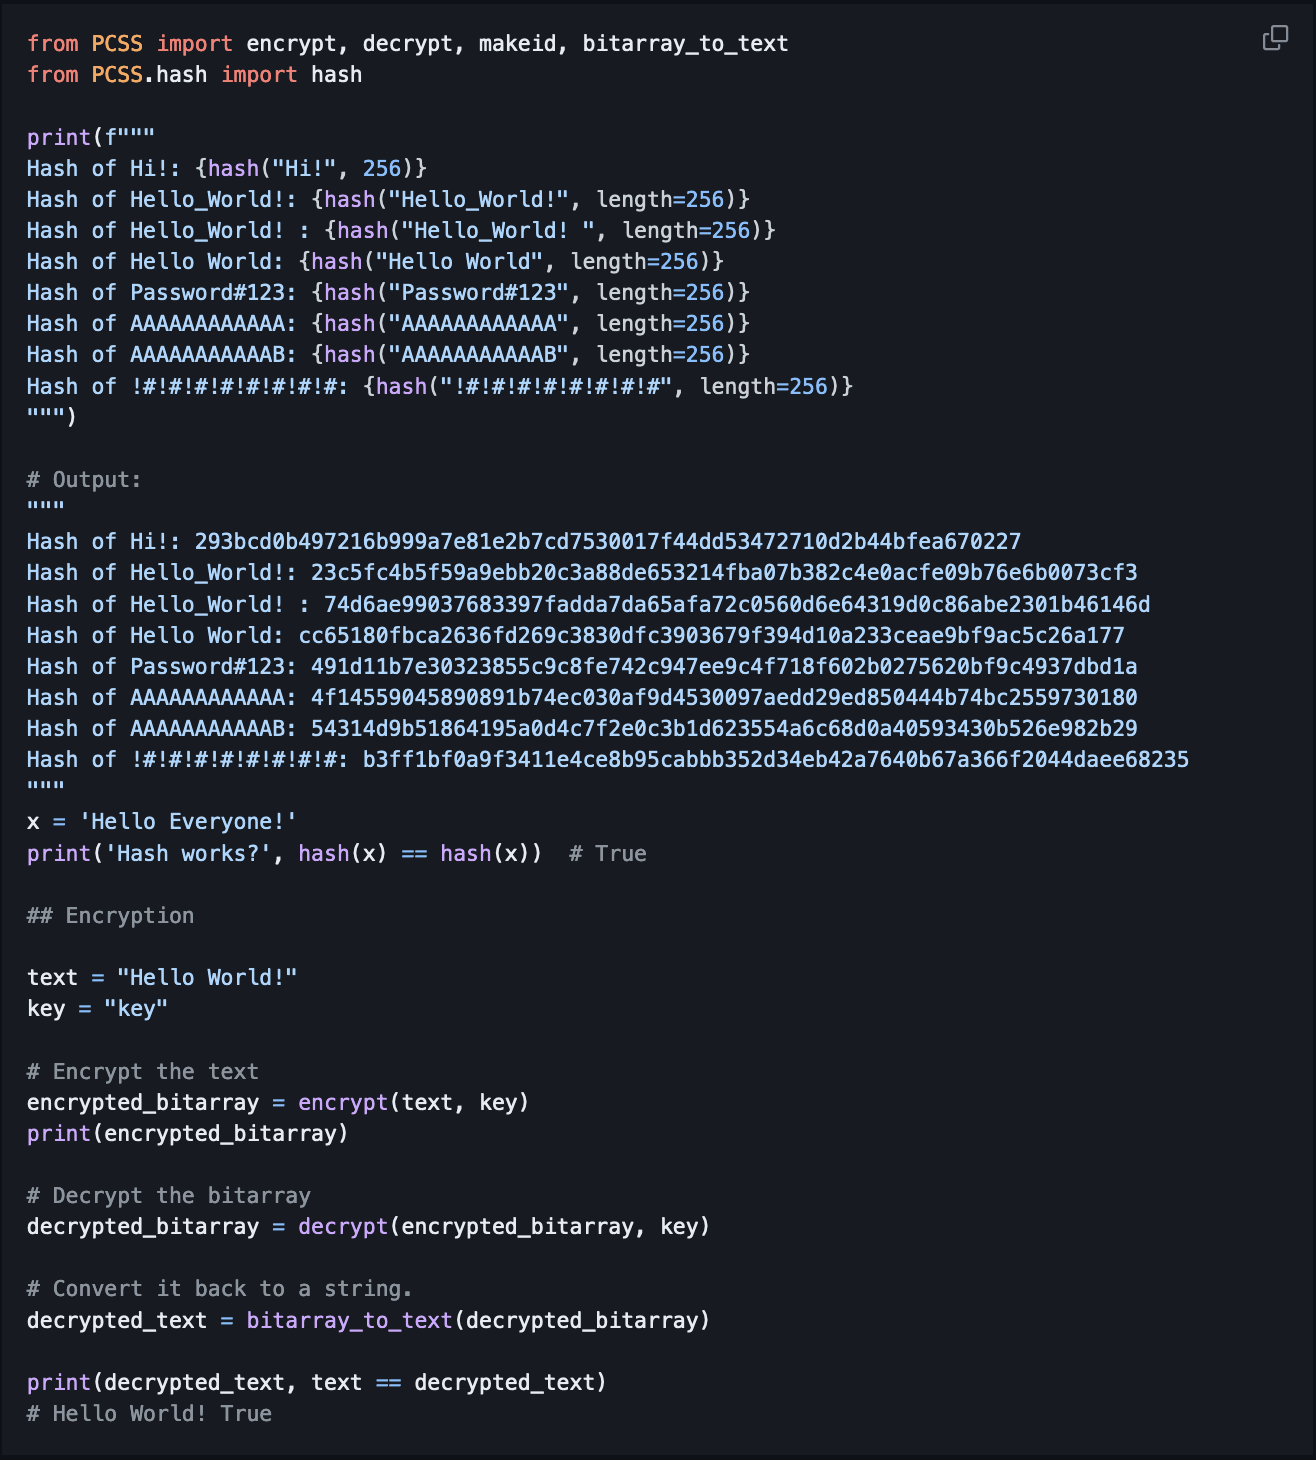 from PCSS import encrypt, decrypt, makeid, bitarray_to_text
from PCSS.hash import hash
print(f"""
Hash of Hi!: {hash("Hi!", 256)}
Hash of Hello_World!: {hash("Hello_World!", length=256)}
Hash of Hello_World! : {hash("Hello_World! ", length=256)}
Hash of Hello World: {hash("Hello World", length=256)}
Hash of Password#123: {hash("Password#123", length=256)}
Hash of AAAAAAAAAAAA: {hash("AAAAAAAAAAAA", length=256)}
Hash of AAAAAAAAAAAB: {hash("AAAAAAAAAAAB", length=256)}
Hash of !#!#!#!#!#!#!#!#: {hash("!#!#!#!#!#!#!#!#", length=256)}
""")
# Output:
"""
Hash of Hi!: 293bcd0b497216b999a7e81e2b7cd7530017f44dd53472710d2b44bfea670227
Hash of Hello_World!: 23c5fc4b5f59a9ebb20c3a88de653214fba07b382c4e0acfe09b76e6b0073cf3
Hash of Hello_World! : 74d6ae99037683397fadda7da65afa72c0560d6e64319d0c86abe2301b46146d
Hash of Hello World: cc65180fbca2636fd269c3830dfc3903679f394d10a233ceae9bf9ac5c26a177
Hash of Password#123: 491d11b7e30323855c9c8fe742c947ee9c4f718f602b0275620bf9c4937dbd1a
Hash of AAAAAAAAAAAA: 4f14559045890891b74ec030af9d4530097aedd29ed850444b74bc2559730180
Hash of AAAAAAAAAAAB: 54314d9b51864195a0d4c7f2e0c3b1d623554a6c68d0a40593430b526e982b29
Hash of !#!#!#!#!#!#!#!#: b3ff1bf0a9f3411e4ce8b95cabbb352d34eb42a7640b67a366f2044daee68235
"""
x = 'Hello Everyone!'
print('Hash works?', hash(x) == hash(x))  # True
## Encryption
text = "Hello World!"
key = "key"
# Encrypt the text
encrypted_bitarray = encrypt(text, key)
print(encrypted_bitarray)
# Decrypt the bitarray
decrypted_bitarray = decrypt(encrypted_bitarray, key)
# Convert it back to a string.
decrypted_text = bitarray_to_text(decrypted_bitarray)
print(decrypted_text, text == decrypted_text)
# Hello World! True